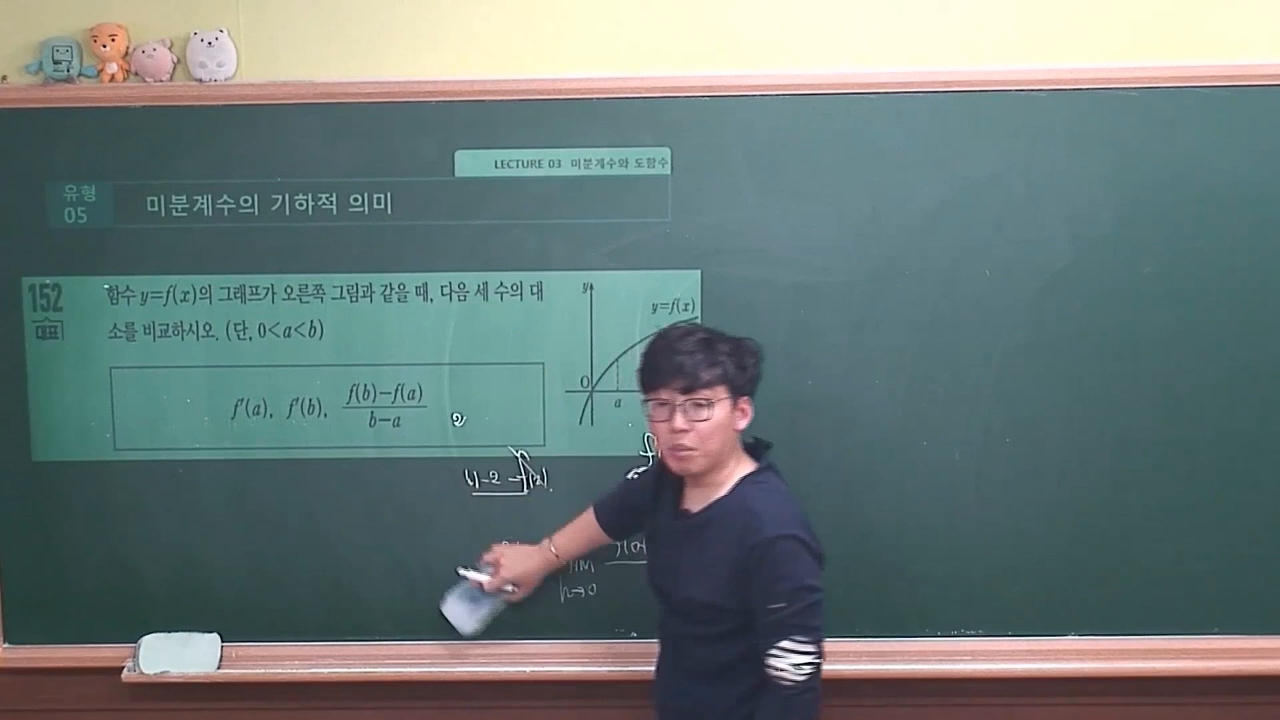 LECTURE 03 미분계수와 도함수
유형
05
미분계수의 기하적 의미
152
대표
함수 y=f(x)의 그래프가 오른쪽 그림과 같을 때, 다음 세 수의 대
소를 비교하시오. (단, 0<a<b)
f'(a), f'(b), \frac{f(b)-f(a)}{b-a}
y
y=f(x)
O
a
lim
h→0